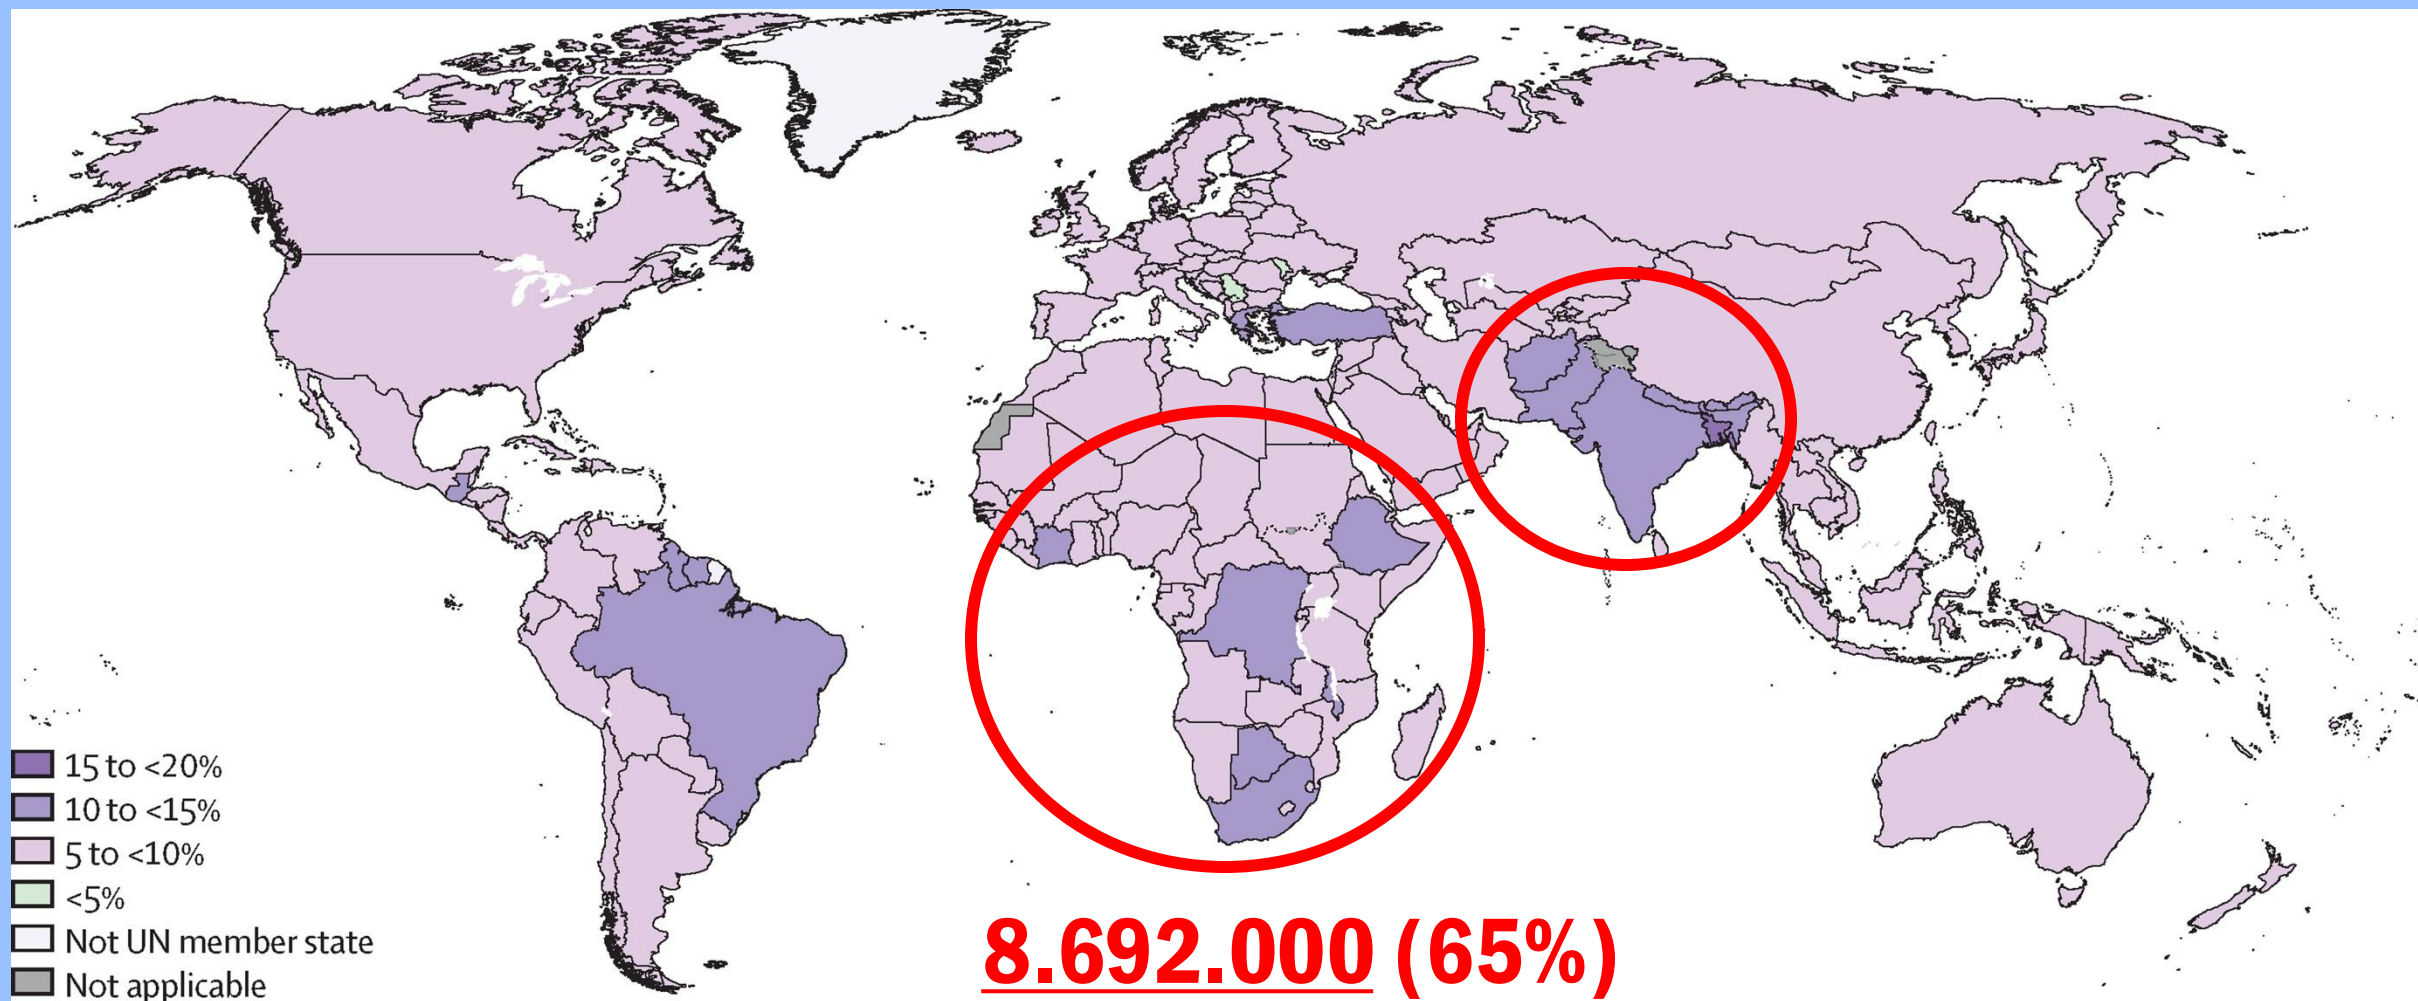 15 to <20%
10 to <15%
5 to <10%
<5%
Not UN member state
Not applicable
8.692.000 (65%)